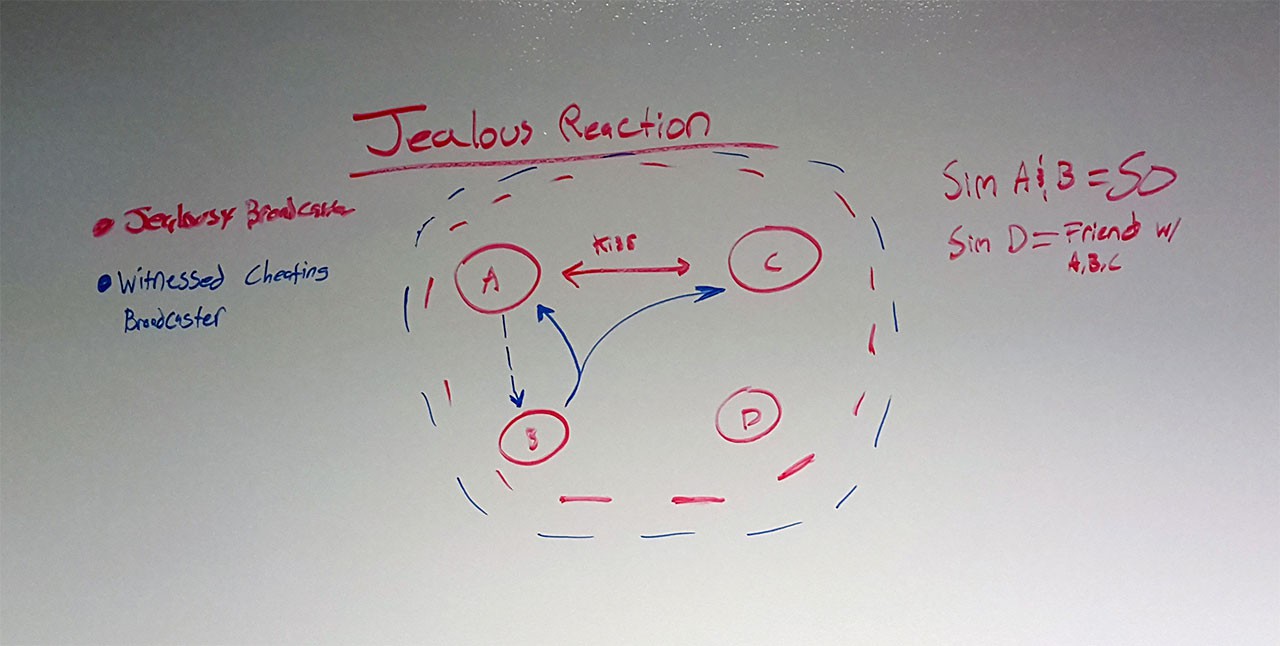 Jealous Reaction
Jealousy Broadcaster
Witnessed Cheating
Broadcaster
Sim A & B = SO
Sim D = Friend w/
A, B, C
Kiss
A
C
B
D